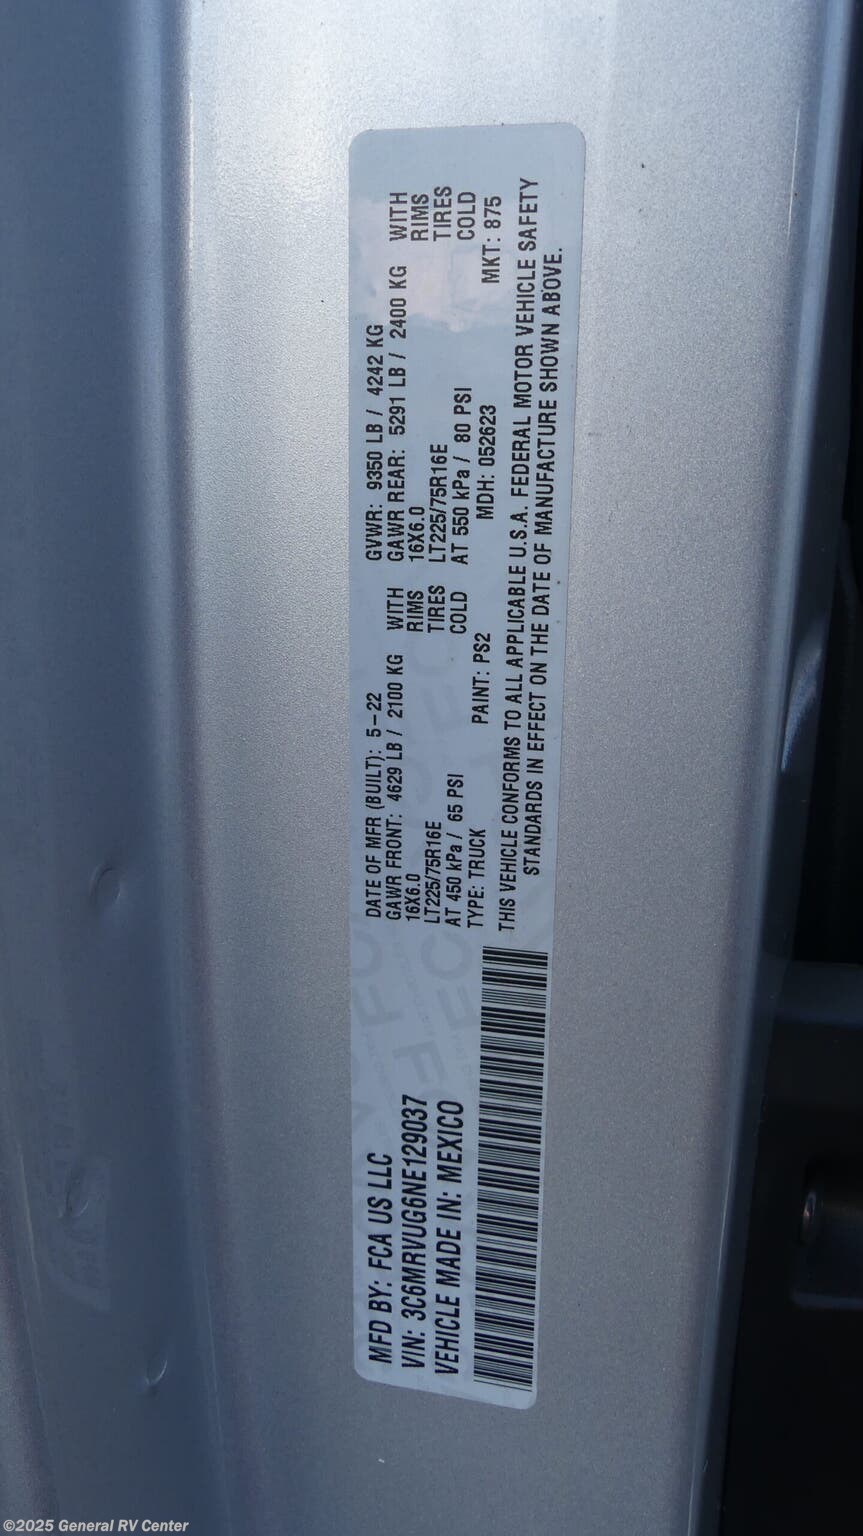 MFD BY: FCA US LLC
VIN: 3C6MRVUG6NE129037
VEHICLE MADE IN: MEXICO
DATE OF MFR (BUILT): 5-22
GVWR: 9350 LB / 4242 KG
GAWR FRONT: 4629 LB / 2100 KG WITH
GAWR REAR: 5291 LB / 2400 KG WITH
16X6.0 RIMS
16X6.0 RIMS
LT225/75R16E TIRES
LT225/75R16E TIRES
AT 450 kPa / 65 PSI COLD
AT 550 kPa / 80 PSI COLD
TYPE: TRUCK PAINT: PS2 MDH: 052623 MKT: 875
THIS VEHICLE CONFORMS TO ALL APPLICABLE U.S.A. FEDERAL MOTOR VEHICLE SAFETY
STANDARDS IN EFFECT ON THE DATE OF MANUFACTURE SHOWN ABOVE.
©2025 General RV Center